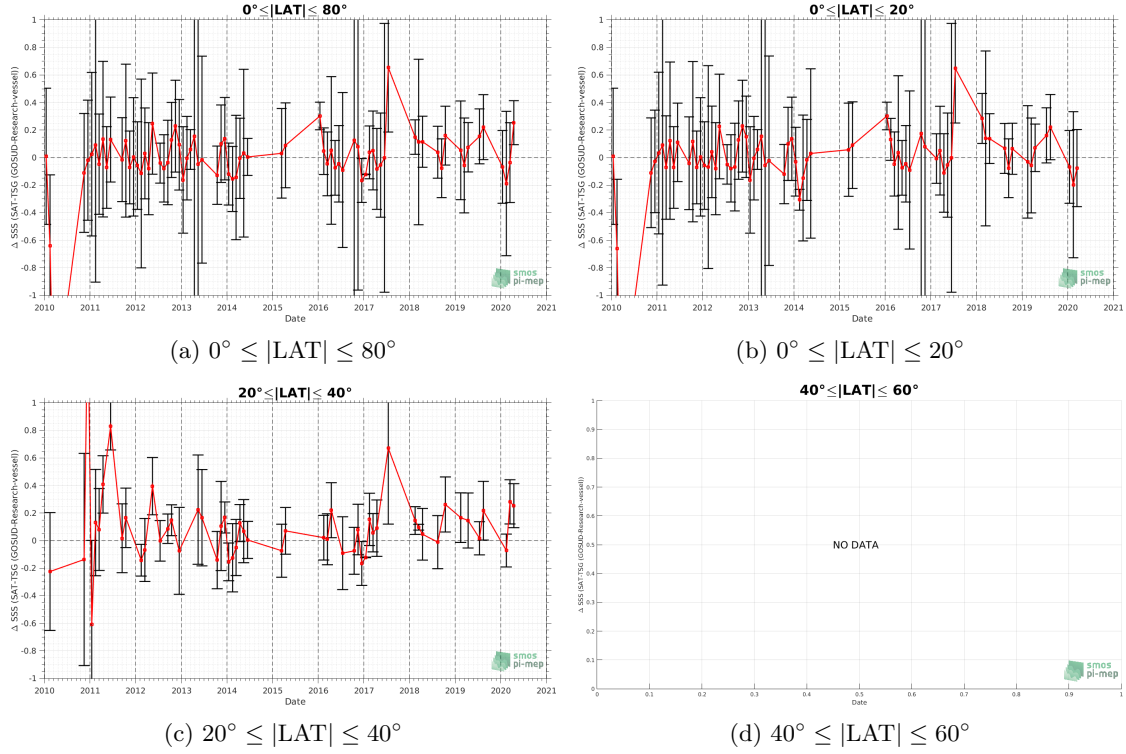 0°≤|LAT|≤ 80°
Δ SSS (SAT-TSG (GOSUD-Research-vessel))
1
0.8
0.6
0.4
0.2
0
-0.2
-0.4
-0.6
-0.8
-1
2010 2011 2012 2013 2014 2015 2016 2017 2018 2019 2020 2021
Date
smos
pi-mep
(a) 0° ≤ |LAT| ≤ 80°
0°≤|LAT|≤ 20°
Δ SSS (SAT-TSG (GOSUD-Research-vessel))
1
0.8
0.6
0.4
0.2
0
-0.2
-0.4
-0.6
-0.8
-1
2010 2011 2012 2013 2014 2015 2016 2017 2018 2019 2020 2021
Date
smos
pi-mep
(b) 0° ≤ |LAT| ≤ 20°
20°≤|LAT|≤ 40°
Δ SSS (SAT-TSG (GOSUD-Research-vessel))
1
0.8
0.6
0.4
0.2
0
-0.2
-0.4
-0.6
-0.8
-1
2010 2011 2012 2013 2014 2015 2016 2017 2018 2019 2020 2021
Date
smos
pi-mep
(c) 20° ≤ |LAT| ≤ 40°
40°≤|LAT|≤ 60°
Δ SSS (SAT-TSG (GOSUD-Research-vessel))
1
0.9
0.8
0.7
0.6
0.5
0.4
0.3
0.2
0.1
0
NO DATA
0 0.1 0.2 0.3 0.4 0.5 0.6 0.7 0.8 0.9 1
Date
smos
pi-mep
(d) 40° ≤ |LAT| ≤ 60°